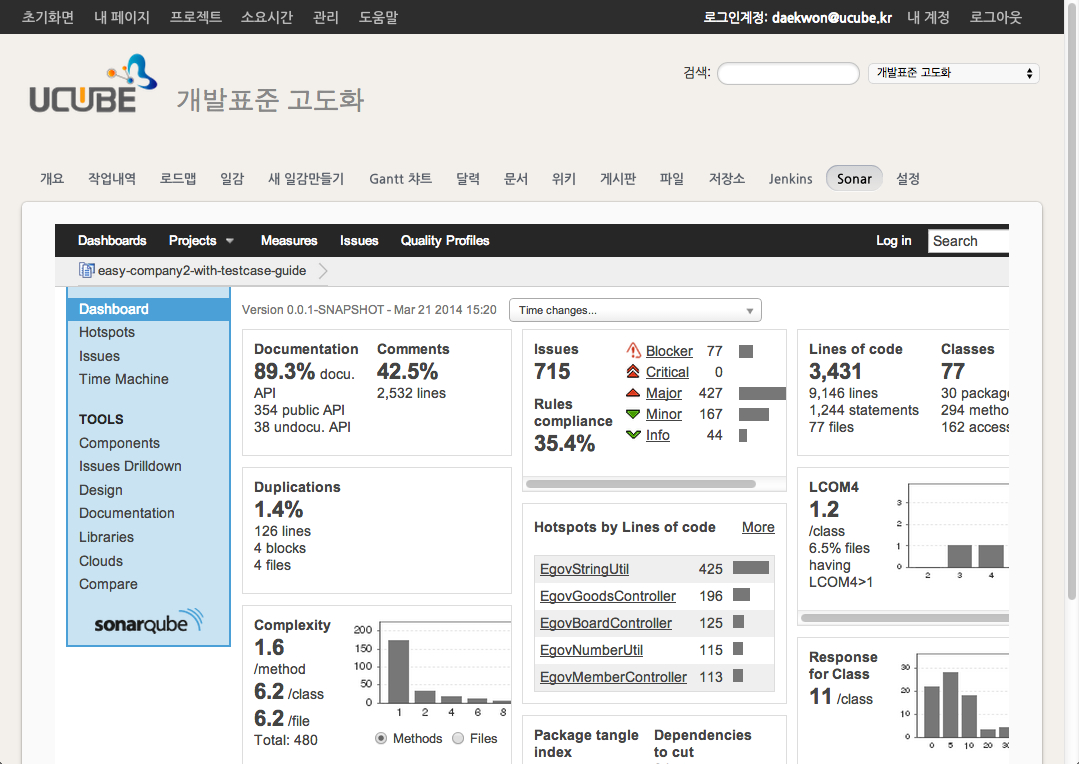 초기화면 내 페이지 프로젝트 소요시간 관리 도움말 로그인계정: daekwon@ucube.kr 내 계정 로그아웃
UCUBE 개발표준 고도화
검색: 개발표준 고도화
개요 작업내역 로드맵 일감 새 일감만들기 Gantt 챠트 달력 문서 위키 게시판 파일 저장소 Jenkins Sonar 설정
Dashboards Projects Measures Issues Quality Profiles Log in Search
easy-company2-with-testcase-guide
Dashboard
Hotspots
Issues
Time Machine
TOOLS
Components
Issues Drilldown
Design
Documentation
Libraries
Clouds
Compare
sonarqube
Version 0.0.1-SNAPSHOT - Mar 21 2014 15:20 Time changes...
Documentation
89.3% docu.
API
354 public API
38 undocu. API
Comments
42.5%
2,532 lines
Duplications
1.4%
126 lines
4 blocks
4 files
Complexity
1.6
/method
6.2 /class
6.2 /file
Total: 480
200
150
100
50
0
1 2 4 6 8
Methods Files
Issues
715
Rules
compliance
35.4%
Blocker 77
Critical 0
Major 427
Minor 167
Info 44
Hotspots by Lines of code More
EgovStringUtil 425
EgovGoodsController 196
EgovBoardController 125
EgovNumberUtil 115
EgovMemberController 113
Package tangle
index
Dependencies
to cut
Lines of code
3,431
9,146 lines
1,244 statements
77 files
Classes
77
30 package
294 metho
162 access
LCOM4
1.2
/class
6.5% files
having
LCOM4>1
3
2
1
0
2 3 4
Response
for Class
11 /class
30
20
10
0
0 5 10 20 30